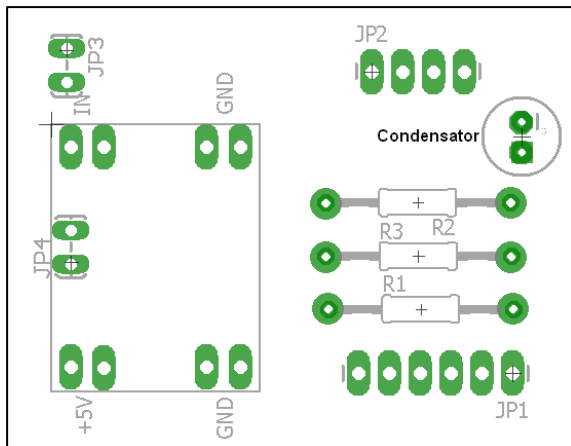 JP3
IN
GND
JP2
Condensator
R2
R3
JP4
R1
+5V
GND
JP1